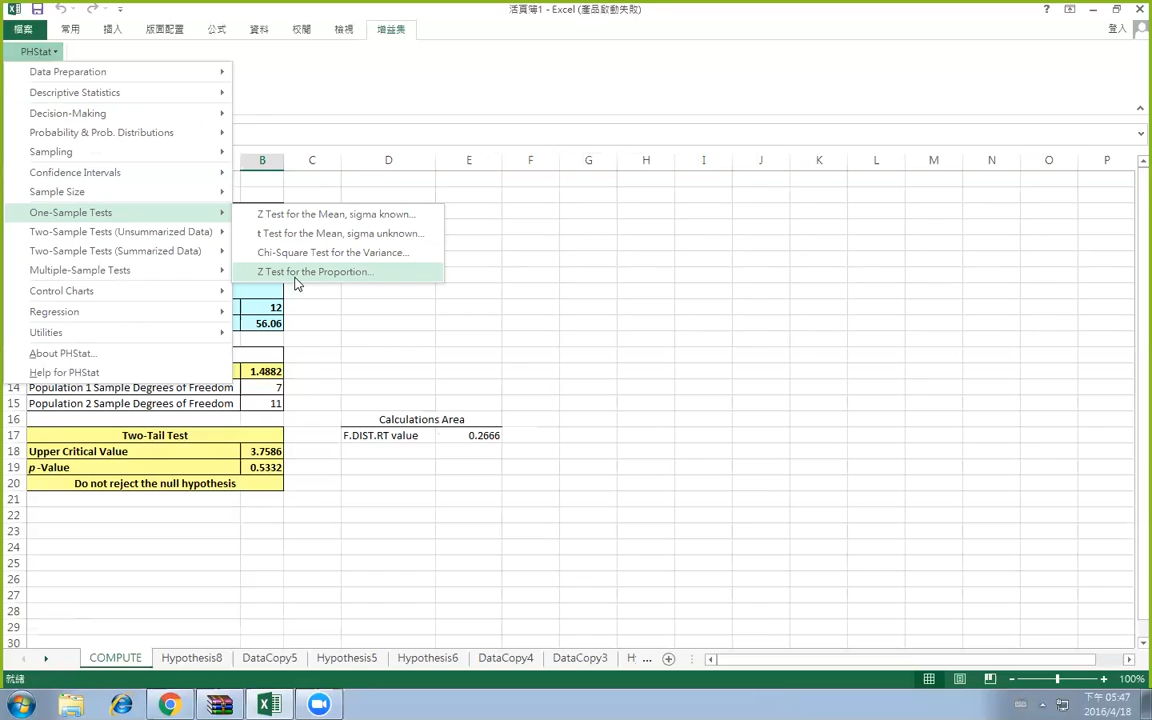 活頁簿1 - Excel (產品啟動失敗)
檔案 常用 插入 版面配置 公式 資料 校閱 檢視 增益集 登入
PHStat
Data Preparation
Descriptive Statistics
Decision-Making
Probability & Prob. Distributions
Sampling
Confidence Intervals
Sample Size
One-Sample Tests
Two-Sample Tests (Unsummarized Data)
Two-Sample Tests (Summarized Data)
Multiple-Sample Tests
Control Charts
Regression
Utilities
About PHStat...
Help for PHStat
Z Test for the Mean, sigma known...
t Test for the Mean, sigma unknown...
Chi-Square Test for the Variance...
Z Test for the Proportion...
B C D E F G H I J K L M N O P
12
56.06
1.4882
14 Population 1 Sample Degrees of Freedom 7
15 Population 2 Sample Degrees of Freedom 11
16 Calculations Area
17 Two-Tail Test F.DIST.RT value 0.2666
18 Upper Critical Value 3.7586
19 p-Value 0.5332
20 Do not reject the null hypothesis
21
22
23
24
25
26
27
28
29
30
COMPUTE Hypothesis8 DataCopy5 Hypothesis5 Hypothesis6 DataCopy4 DataCopy3 H ...
就緒 100%
下午 05:47
2016/4/18